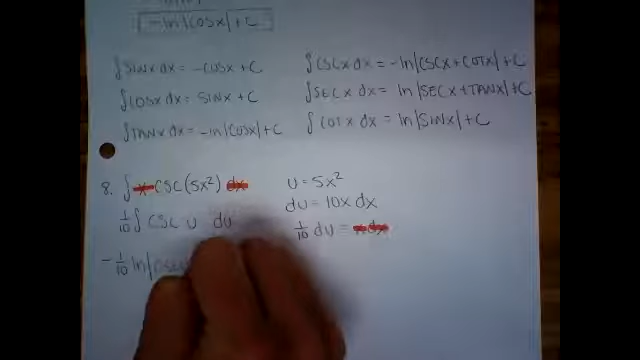 -ln|cosx|+C
∫sinx dx = -cosx + C
∫cosx dx = sinx + C
∫tanx dx = -ln|cosx|+C
∫cscx dx = -ln|cscx+cotx|+C
∫secx dx = ln|secx+tanx|+C
∫cotx dx = ln|sinx|+C
8. ∫x csc(5x²) dx
1/10 ∫ csc u du
-1/10 ln|
u = 5x²
du = 10x dx
1/10 du = x dx